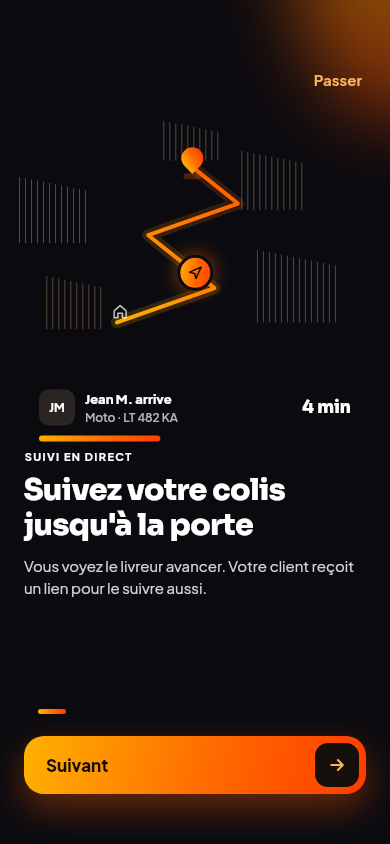 Passer
JM
Jean M. arrive
Moto · LT 482 KA
4 min
SUIVI EN DIRECT
Suivez votre colis
jusqu'à la porte
Vous voyez le livreur avancer. Votre client reçoit
un lien pour le suivre aussi.
Suivant